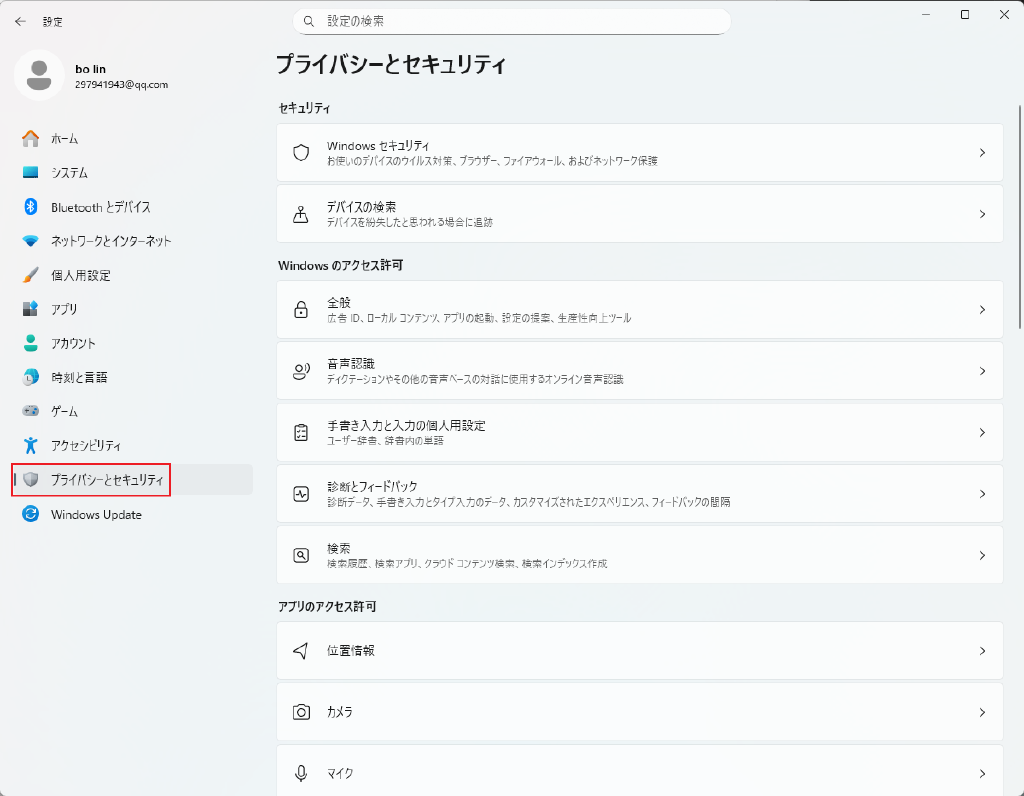 設定
設定の検索
bo lin
297941943@qq.com
ホーム
システム
Bluetooth とデバイス
ネットワークとインターネット
個人用設定
アプリ
アカウント
時刻と言語
ゲーム
アクセシビリティ
プライバシーとセキュリティ
Windows Update
プライバシーとセキュリティ
セキュリティ
Windows セキュリティ
お使いのデバイスのウイルス対策、ブラウザー、ファイアウォール、およびネットワーク保護
デバイスの検索
デバイスを紛失したと思われる場合に追跡
Windows のアクセス許可
全般
広告 ID、ローカル コンテンツ、アプリの起動、設定の提案、生産性向上ツール
音声認識
ディクテーションやその他の音声ベースの対話に使用するオンライン音声認識
手書き入力と入力の個人用設定
ユーザー辞書、辞書内の単語
診断とフィードバック
診断データ、手書き入力とタイプ入力のデータ、カスタマイズされたエクスペリエンス、フィードバックの間隔
検索
検索履歴、検索アプリ、クラウド コンテンツ検索、検索インデックス作成
アプリのアクセス許可
位置情報
カメラ
マイク